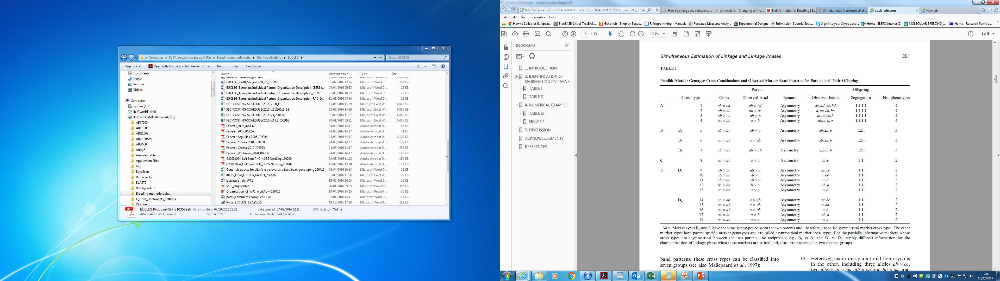 Computer ▸ lfs (\\ibers.disk.aber.ac.uk) (U:) ▸ Breeding methodologies ▸ Grant applications ▸ EUCLEG ▸
Search EUCLEG
Organize Open with Adobe Acrobat Reader DC Print Burn New folder
Documents
Music
Pictures
Videos
Computer
system (C:)
lfs (\\smb1) (M:)
lfs (\\ibers.disk.aber.ac.uk) (U:)
ABI 7500
ABI3100
ABI3100a
ABI3100seq
ABI7500
Admin
AnalysesTable
Application Files
b2g
BayeScan
Biodiversity
BLAST2
Brachypodium
Breeding methodologies
C_Drive_Documents_Settings
Citation
Name Date modified Type Size
EUCLEG_PartB_Stage2-v2 0_LS_010716 01/07/2016 12:25 Microsoft Word D... 1,287 KB
EUCLEG_Template Individual Partner Organisation Description_IBERS (... 04/04/2016 09:33 Microsoft Word D... 22 KB
EUCLEG_Template Individual Partner Organisation Description_IBERS 31/03/2016 10:22 Microsoft Word D... 29 KB
EUCLEG_Template Individual Partner Organisation Description_RPC_D... 31/03/2016 08:40 Microsoft Word D... 22 KB
FEC-COSTING-SCHEDULE-2016-v1-0_LS 21/06/2016 11:59 Microsoft Excel W... 6,076 KB
FEC-COSTING-SCHEDULE-2016-v2_220616_LS 05/09/2016 14:59 Microsoft Excel W... 6,081 KB
FEC-COSTING-SCHEDULE-2016-v3_280616 01/09/2016 11:37 Microsoft Excel W... 6,080 KB
FEC-COSTING-SCHEDULE-2016-v3_LS_050916 20/01/2017 09:21 Microsoft Excel W... 6,081 KB
Federer_2002_ID4137 24/03/2016 14:17 Adobe Acrobat D... 61 KB
Federer_2005_ID3559 24/03/2016 14:17 Adobe Acrobat D... 74 KB
Federer_Arguillas_2006_ID3944 24/03/2016 14:17 Adobe Acrobat D... 2,129 KB
Federer_Crossa_2001_ID4138 24/03/2016 14:17 Adobe Acrobat D... 131 KB
Federer_Crossa_2012_ID3943 24/03/2016 14:17 Adobe Acrobat D... 255 KB
Federer_Wolfinger_1998_ID4139 24/03/2016 14:17 Adobe Acrobat D... 190 KB
G20001064_Leif Skøt PhD_nGBS NextSeq_160209 03/03/2016 11:12 Adobe Acrobat D... 180 KB
G20001064_Leif Skøt, PhD_nGBS NextSeq_160209 12/02/2016 12:10 Adobe Acrobat D... 177 KB
Genohub quotes for alfalfa red clover and faba bean genotyping 260416 26/04/2016 10:18 Microsoft Word D... 16 KB
IBERS_Final_EUCLEG_budget_280616 01/09/2016 11:26 Microsoft Excel W... 28 KB
Literature_refs_WP1 19/05/2016 16:08 Microsoft Word D... 26 KB
M19_augmented 26/01/2016 09:35 Microsoft PowerP... 368 KB
Organisation_of_WP1_workflow_180416 18/04/2016 14:15 Microsoft PowerP... 36 KB
partB_comments compiled LL AF 07/01/2016 14:41 Microsoft Word D... 118 KB
PartB_EUCLEG _LS_191215 19/12/2015 17:28 Microsoft Word 9... 212 KB
EUCLEG Proposal-SEP-210358926 Date modified: 07/09/2016 12:21 Date created: 07/09/2016 12:21 Offline status: Online
Adobe Acrobat Document Size: 4.07 MB Offline availability: Not available
http://ac.els-cdn.com/S0040580902915777/1-s2.0-S0040580902915777-main.pdf?_tid=47.
How to change the variable va... dimensions - Changing dimna... Bioinformatics for Breeding | E... Simultaneous Maximum Likeli... ac.els-cdn.com New tab
File Edit Go to Favorites Help
How to Split plot & repeat... TreeBASE-List of TreeBAS... Genohub - Shop by Seque... R Programming - Manuals Repeated Measures Analy... Experimental Designs Submission Submit Sequ... Sign into your Skype acco... Home - IBERS Intranet (2) MOLECULAR BREEDING j... Home - Research Particip...
3 / 15 125% Leif
Bookmarks
1. INTRODUCTION
2. IDENTIFICATION OF
SEGREGATION PATTERNS
TABLE I
TABLE II
4. NUMERICAL EXAMPLE
TABLE III
FIGURE 1
5. DISCUSSION
ACKNOWLEDGMENTS
REFERENCES
Simultaneous Estimation of Linkage and Linkage Phases 351
TABLE I
Possible Marker Genotype Cross Combinations and Observed Marker Band Patterns for Parents and Their Offspring
Parent Offspring
Cross type Cross Observed band Remark Observed bands Segregation No. phenotypes
A 1 ab × cd ab × cd Asymmetry ac, ad, bc, bd 1:1:1:1 4
2 ab × ac ab × ac Asymmetry a, ac, ba, bc 1:1:1:1 4
3 ab × co ab × c Asymmetry ac, a, bc, b 1:1:1:1 4
4 ao × bo a × b Asymmetry ab, a, b, o 1:1:1:1 4
B B₁ 5 ab × ao ab × a Asymmetry ab, 2a, b 1:2:1 3
B₂ 6 ao × ab a × ab Asymmetry ab, 2a, b 1:2:1 3
B₃ 7 ab × ab ab × ab Symmetry a, 2ab, b 1:2:1 3
C 8 ao × ao a × a Symmetry 3a, o 3:1 2
D D₁ 9 ab × cc ab × c Asymmetry ac, bc 1:1 2
10 ab × aa ab × a Asymmetry a, ab 1:1 2
11 ab × oo ab × o Asymmetry a, b 1:1 2
12 bo × aa b × a Asymmetry ab, a 1:1 2
13 ao × oo a × o Asymmetry a, o 1:1 2
D₂ 14 cc × ab c × ab Asymmetry ac, bc 1:1 2
15 aa × ab a × ab Asymmetry a, ab 1:1 2
16 oo × ab o × ab Asymmetry a, b 1:1 2
17 aa × bo a × b Asymmetry ab, a 1:1 2
18 oo × ao o × a Asymmetry a, o 1:1 2
Note. Marker types B₃ and C have the same genotypes between the two parents and, therefore, are called symmetrical marker cross types. The other
marker types have parent-specific marker genotypes and are called asymmetrical marker cross types. For the partially informative markers whose
cross types are asymmetrical between the two parents, the reciprocals, e.g., B₁ vs B₂ and D₁ vs D₂, supply different information for the
characterization of linkage phase when these markers are paired and, thus, are presented as two distinct groups.
band patterns, these cross types can be classified into
seven groups (see also Maliepaard et al., 1997):
D₁. Heterozygous in one parent and homozygous
in the other, including three alleles ab × cc,
two alleles ab × aa, ab × oo and bo × aa, and
12:00
16/02/2017